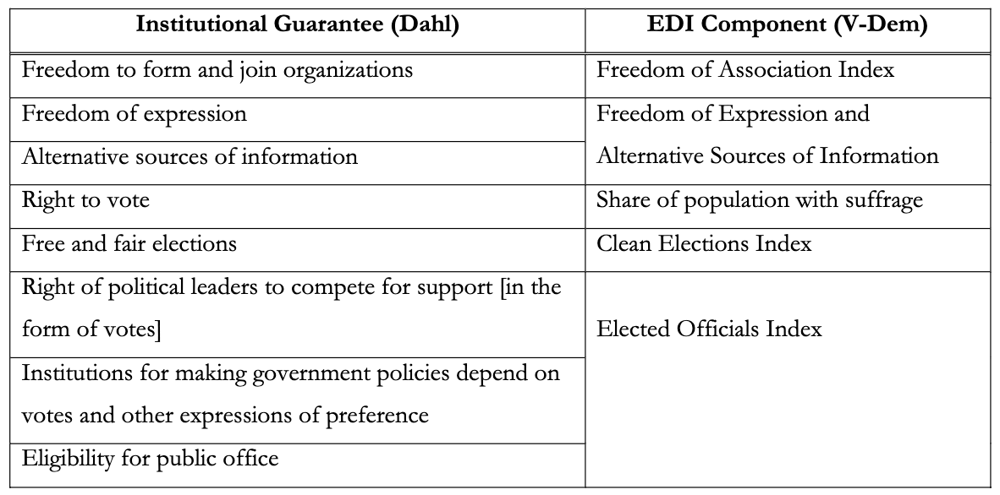 Institutional Guarantee (Dahl)
EDI Component (V-Dem)
Freedom to form and join organizations
Freedom of Association Index
Freedom of expression
Freedom of Expression and
Alternative sources of information
Alternative Sources of Information
Right to vote
Share of population with suffrage
Free and fair elections
Clean Elections Index
Right of political leaders to compete for support [in the
form of votes]
Elected Officials Index
Institutions for making government policies depend on
votes and other expressions of preference
Eligibility for public office